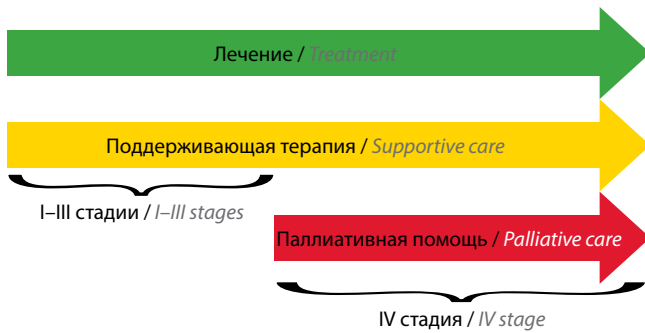 Лечение / Treatment
Поддерживающая терапия / Supportive care
I–III стадии / I–III stages
Паллиативная помощь / Palliative care
IV стадия / IV stage